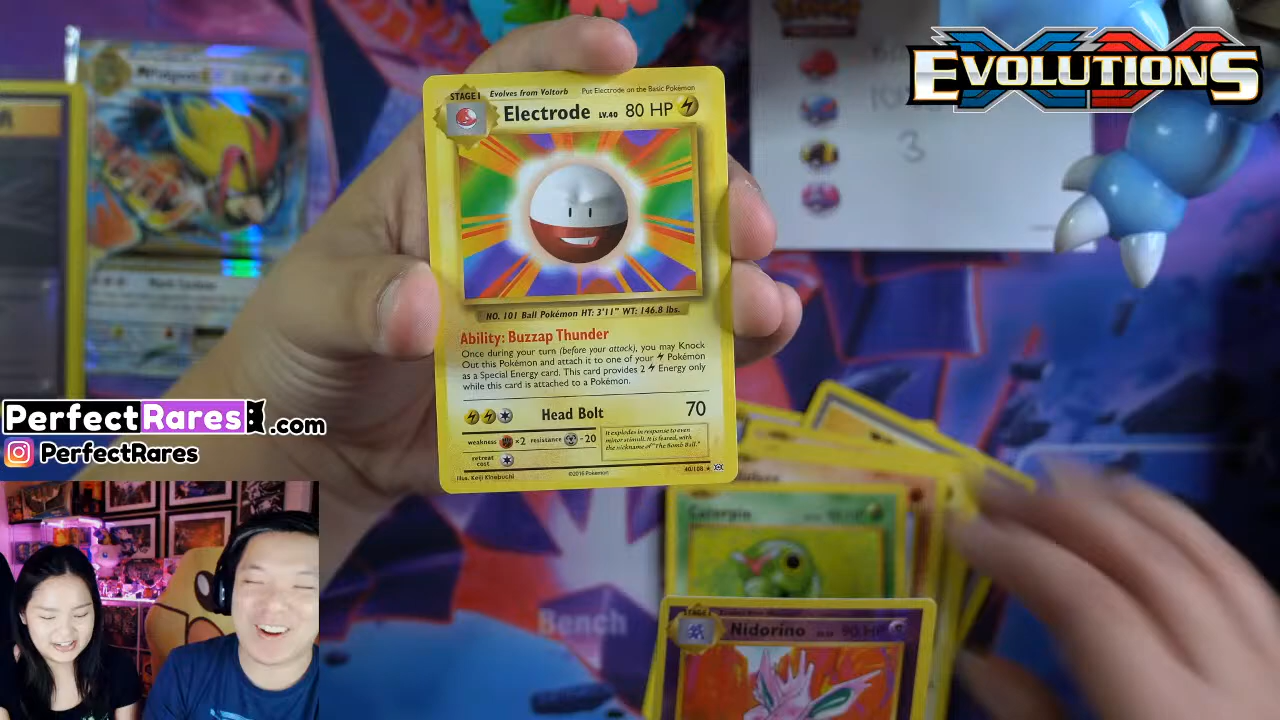 XY
EVOLUTIONS
STAGE 1 Evolves from Voltorb Put Electrode on the Basic Pokémon
Electrode LV.40 80 HP
NO. 101 Ball Pokémon HT: 3'11" WT: 146.8 lbs.
Ability: Buzzap Thunder
Once during your turn (before your attack), you may Knock
Out this Pokémon and attach it to one of your Pokémon
as a Special Energy card. This card provides 2 Energy only
while this card is attached to a Pokémon.
Head Bolt 70
weakness ×2 resistance -20
retreat
cost
It explodes in response to even
minor stimuli. It is feared, with
the nickname of "The Bomb Ball."
Illus. Keiji Kinebuchi ©2016 Pokémon 40/108 ★
3
PerfectRares.com
PerfectRares
Caterpie
Bench
STAGE 1
Nidorino 90 HP